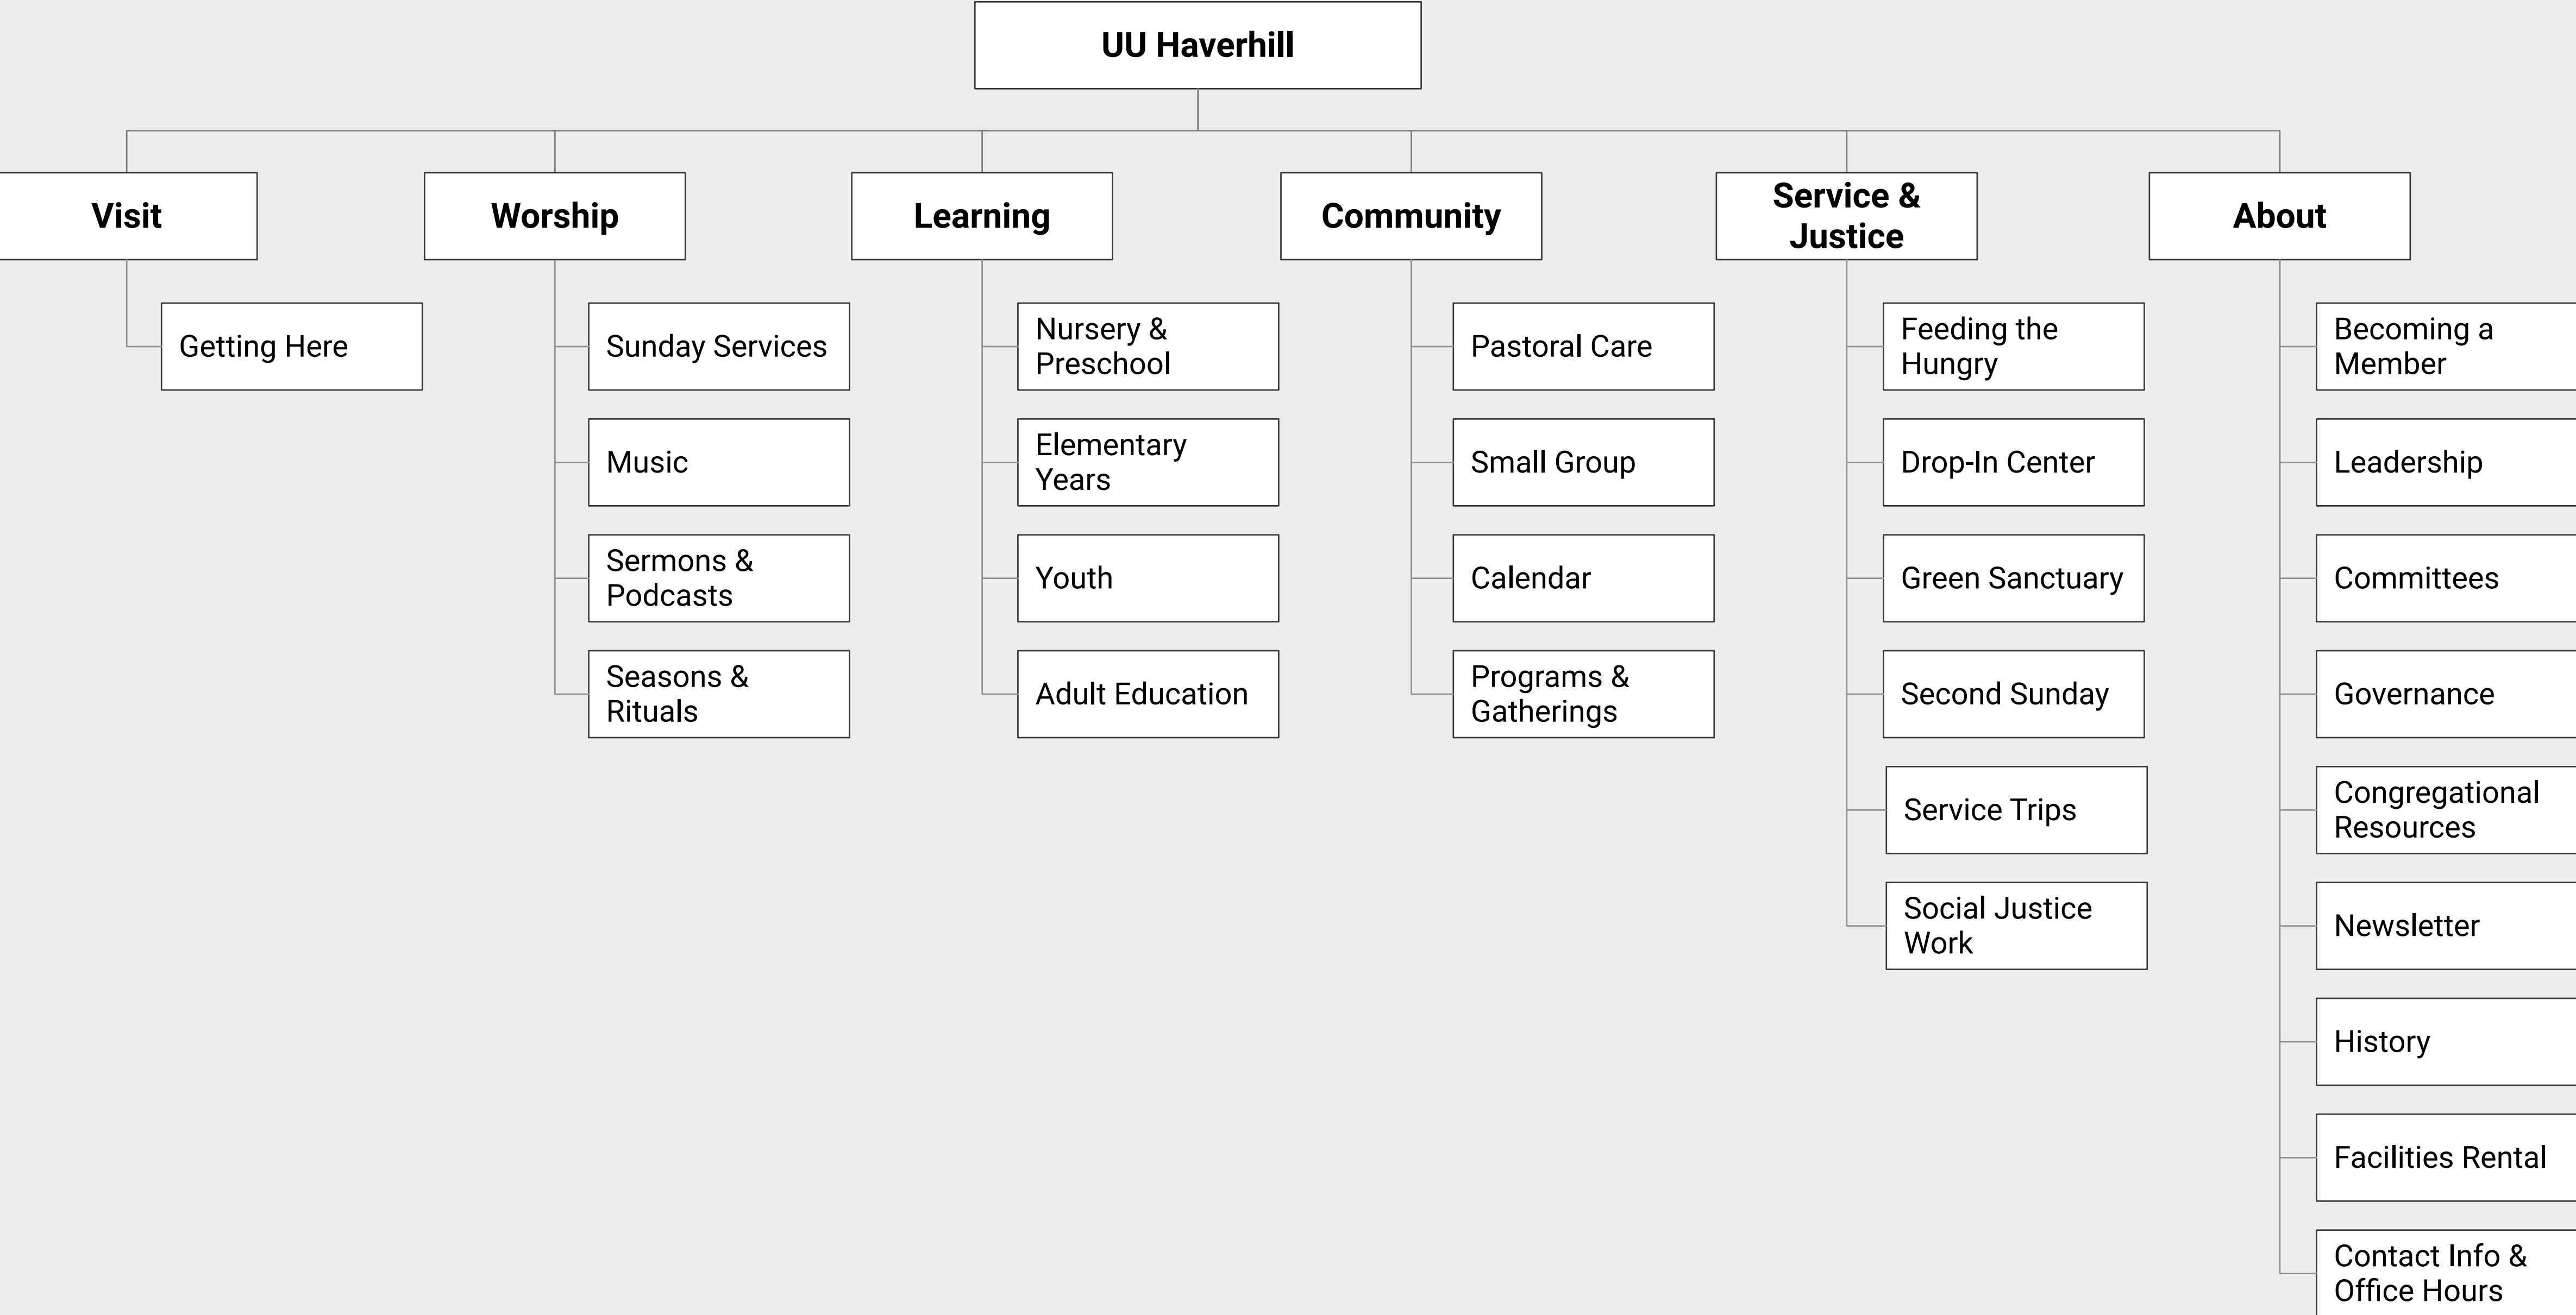 UU Haverhill
Visit
Worship
Learning
Community
Service &
Justice
About
Getting Here
Sunday Services
Music
Sermons &
Podcasts
Seasons &
Rituals
Nursery &
Preschool
Elementary
Years
Youth
Adult Education
Pastoral Care
Small Group
Calendar
Programs &
Gatherings
Feeding the
Hungry
Drop-In Center
Green Sanctuary
Second Sunday
Service Trips
Social Justice
Work
Becoming a
Member
Leadership
Committees
Governance
Congregational
Resources
Newsletter
History
Facilities Rental
Contact Info &
Office Hours